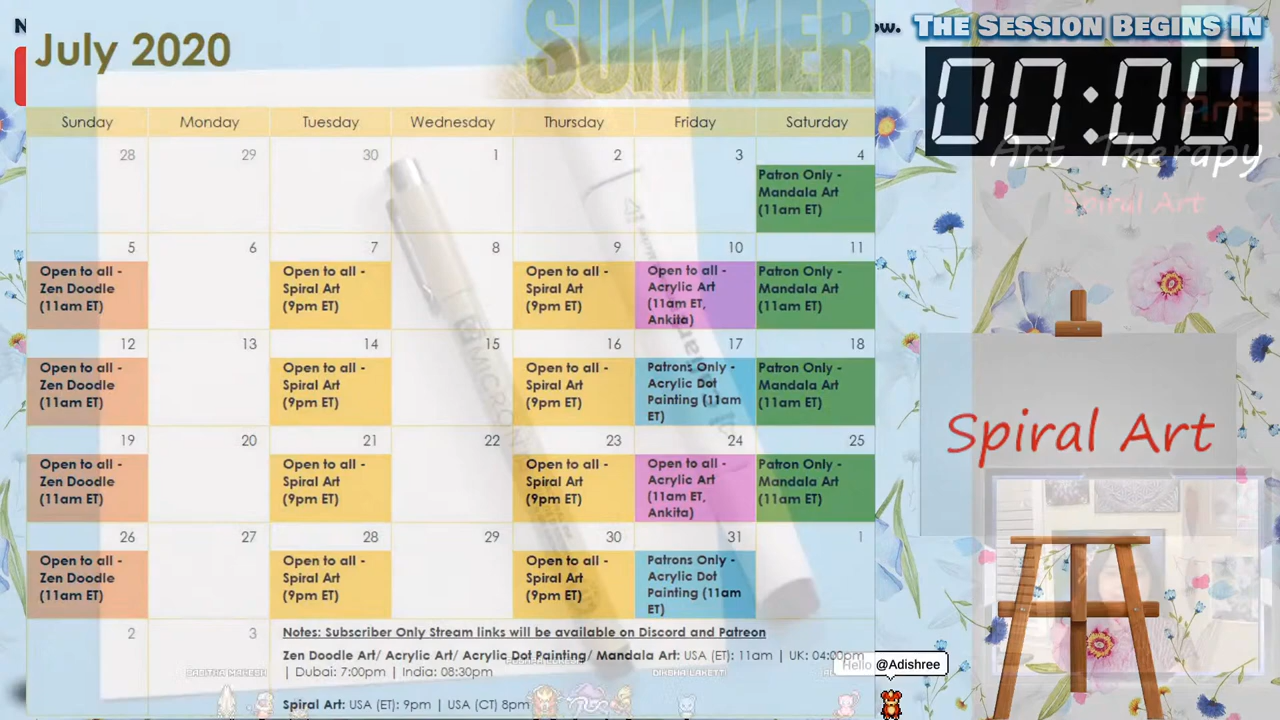 July 2020
SUMMER
ow.
THE SESSION BEGINS IN
00:00
Arts
Art Therapy
Spiral Art
Sunday
Monday
Tuesday
Wednesday
Thursday
Friday
Saturday
28
29
30
1
2
3
4
Patron Only -
Mandala Art
(11am ET)
5
6
7
8
9
10
11
Open to all -
Zen Doodle
(11am ET)
Open to all -
Spiral Art
(9pm ET)
Open to all -
Spiral Art
(9pm ET)
Open to all -
Acrylic Art
(11am ET,
Ankita)
Patron Only -
Mandala Art
(11am ET)
12
13
14
15
16
17
18
Open to all -
Zen Doodle
(11am ET)
Open to all -
Spiral Art
(9pm ET)
Open to all -
Spiral Art
(9pm ET)
Patrons Only -
Acrylic Dot
Painting (11am
ET)
Patron Only -
Mandala Art
(11am ET)
19
20
21
22
23
24
25
Open to all -
Zen Doodle
(11am ET)
Open to all -
Spiral Art
(9pm ET)
Open to all -
Spiral Art
(9pm ET)
Open to all -
Acrylic Art
(11am ET,
Ankita)
Patron Only -
Mandala Art
(11am ET)
26
27
28
29
30
31
1
Open to all -
Zen Doodle
(11am ET)
Open to all -
Spiral Art
(9pm ET)
Open to all -
Spiral Art
(9pm ET)
Patrons Only -
Acrylic Dot
Painting (11am
ET)
2
3
Notes: Subscriber Only Stream links will be available on Discord and Patreon
Zen Doodle Art/ Acrylic Art/ Acrylic Dot Painting/ Mandala Art: USA (ET): 11am | UK: 04:00pm
| Dubai: 7:00pm | India: 08:30pm
Spiral Art: USA (ET): 9pm | USA (CT) 8pm
MICRON
Spiral Art
Hello @Adishree